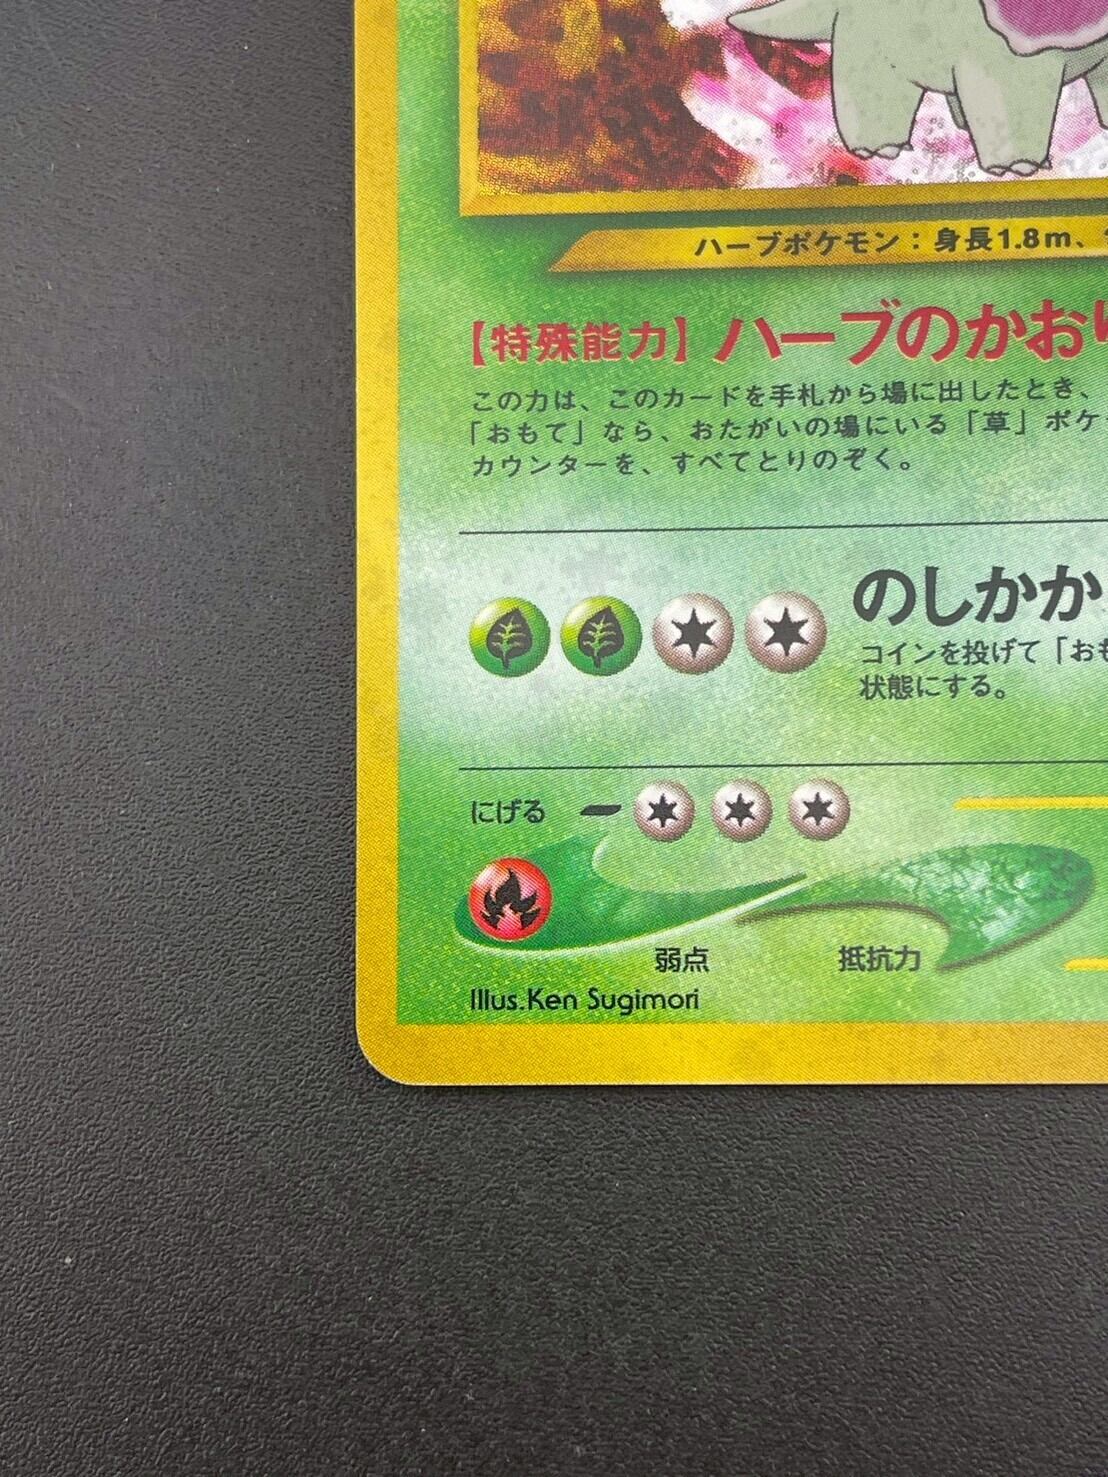 ハーブポケモン：身長1.8m、
【特殊能力】ハーブのかおり
この力は、このカードを手札から場に出したとき、
「おもて」なら、おたがいの場にいる「草」ポケ
カウンターを、すべてとりのぞく。
のしかか
コインを投げて「おも
状態にする。
にげる
弱点 抵抗力
Illus.Ken Sugimori